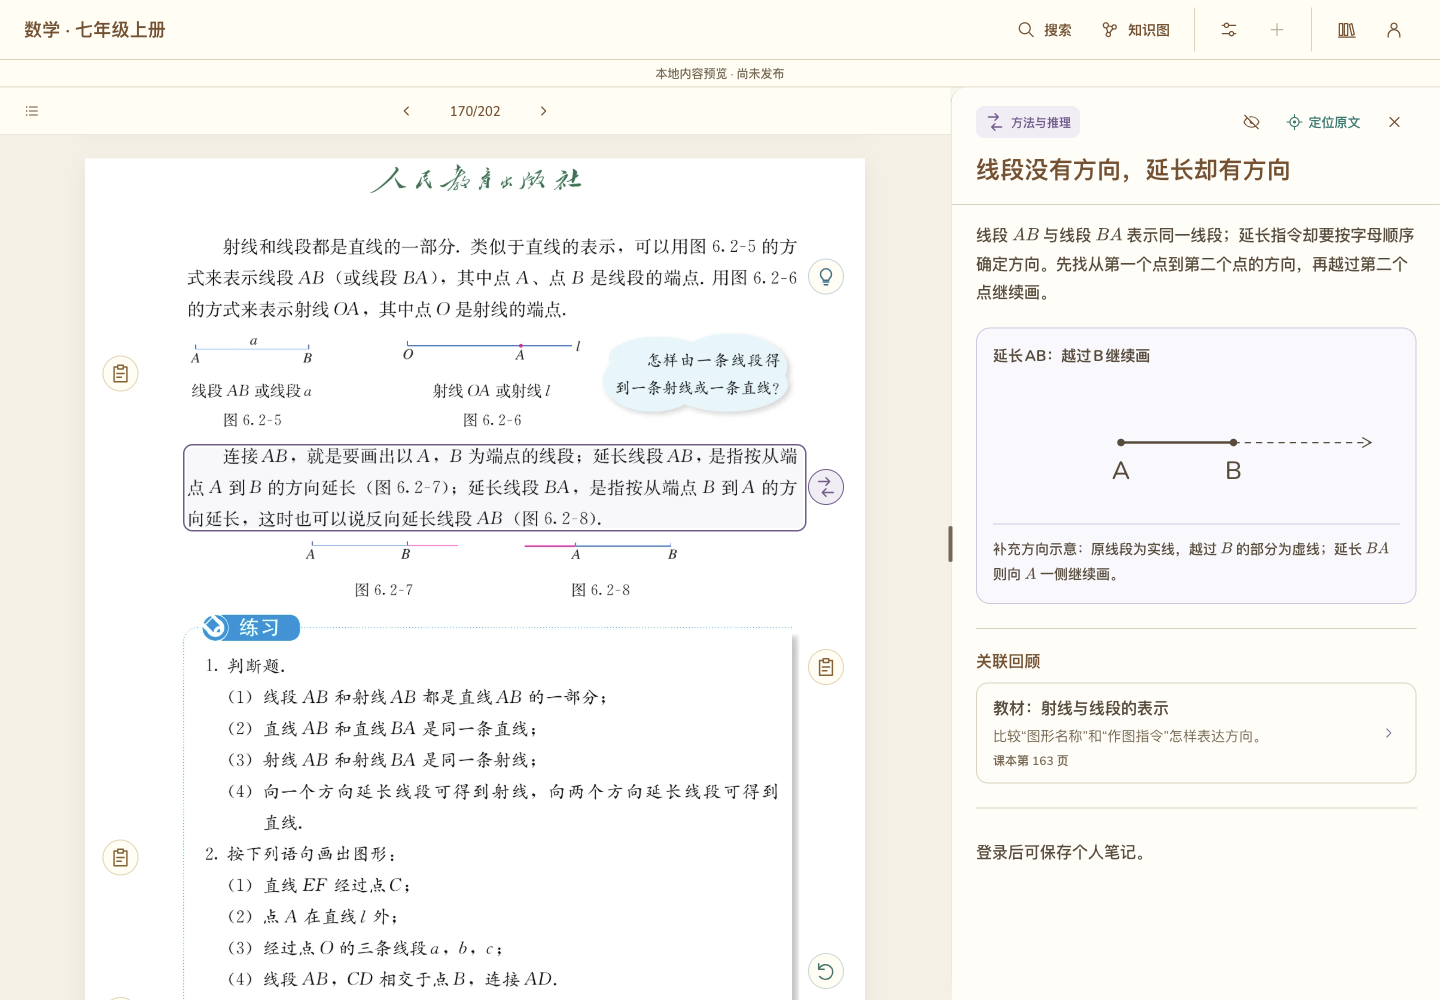 数学 · 七年级上册
搜索
知识图
本地内容预览 · 尚未发布
170/202
人民教育出版社
射线和线段都是直线的一部分. 类似于直线的表示，可以用图 6.2-5 的方
式来表示线段 AB（或线段 BA），其中点 A、点 B 是线段的端点. 用图 6.2-6
的方式来表示射线 OA，其中点 O 是射线的端点.
a
A B
线段 AB 或线段a
图 6.2-5
O A l
射线 OA 或射线 l
图 6.2-6
怎样由一条线段得
到一条射线或一条直线?
连接 AB，就是要画出以 A，B 为端点的线段；延长线段 AB，是指按从端
点 A 到 B 的方向延长（图 6.2-7）；延长线段 BA，是指按从端点 B 到 A 的方
向延长，这时也可以说反向延长线段 AB（图 6.2-8）.
A B
图 6.2-7
A B
图 6.2-8
练习
1. 判断题.
（1）线段 AB 和射线 AB 都是直线 AB 的一部分；
（2）直线 AB 和直线 BA 是同一条直线；
（3）射线 AB 和射线 BA 是同一条射线；
（4）向一个方向延长线段可得到射线，向两个方向延长线段可得到
直线.
2. 按下列语句画出图形：
（1）直线 EF 经过点 C；
（2）点 A 在直线 l 外；
（3）经过点 O 的三条线段 a，b，c；
（4）线段 AB，CD 相交于点 B，连接 AD.
方法与推理
定位原文
线段没有方向，延长却有方向
线段 AB 与线段 BA 表示同一线段；延长指令却要按字母顺序
确定方向。先找从第一个点到第二个点的方向，再越过第二个
点继续画。
延长AB：越过B继续画
A B
补充方向示意：原线段为实线，越过 B 的部分为虚线；延长 BA
则向 A 一侧继续画。
关联回顾
教材：射线与线段的表示
比较“图形名称”和“作图指令”怎样表达方向。
课本第 163 页
登录后可保存个人笔记。